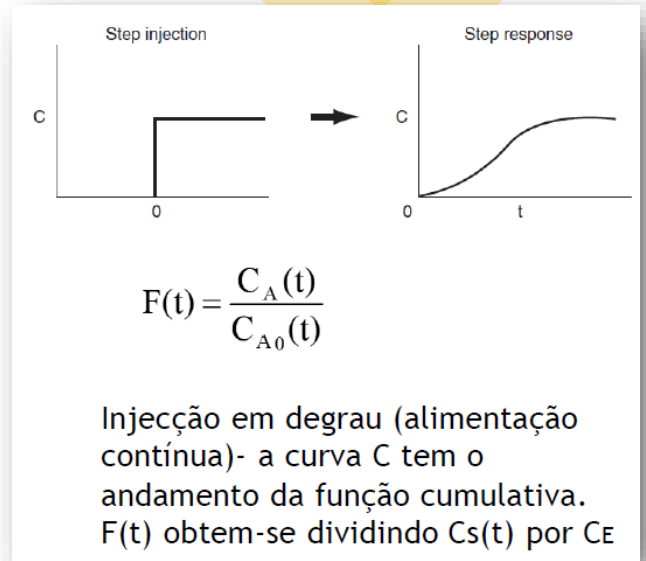 Step injection
Step response
C
C
0
0
t
F(t) = C_A(t) / C_A0(t)
Injecção em degrau (alimentação
contínua)- a curva C tem o
andamento da função cumulativa.
F(t) obtem-se dividindo Cs(t) por CE